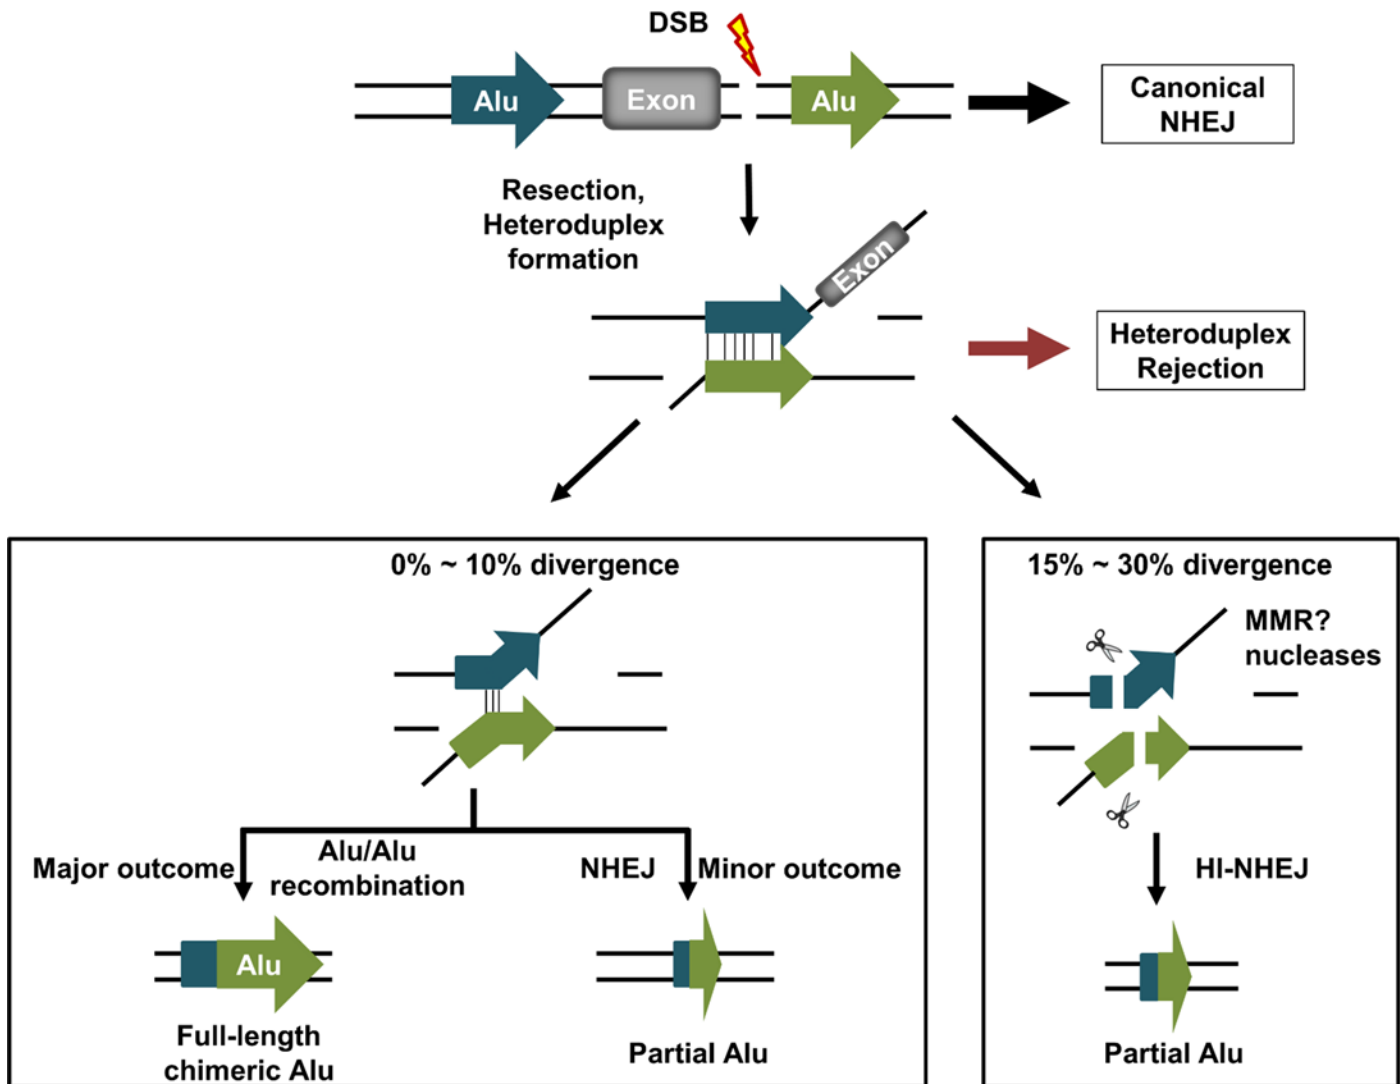 DSB
Alu
Exon
Alu
Canonical
NHEJ
Resection,
Heteroduplex
formation
Exon
Heteroduplex
Rejection
0% ~ 10% divergence
Major outcome
Alu/Alu
recombination
NHEJ
Minor outcome
Alu
Full-length
chimeric Alu
Partial Alu
15% ~ 30% divergence
MMR?
nucleases
HI-NHEJ
Partial Alu